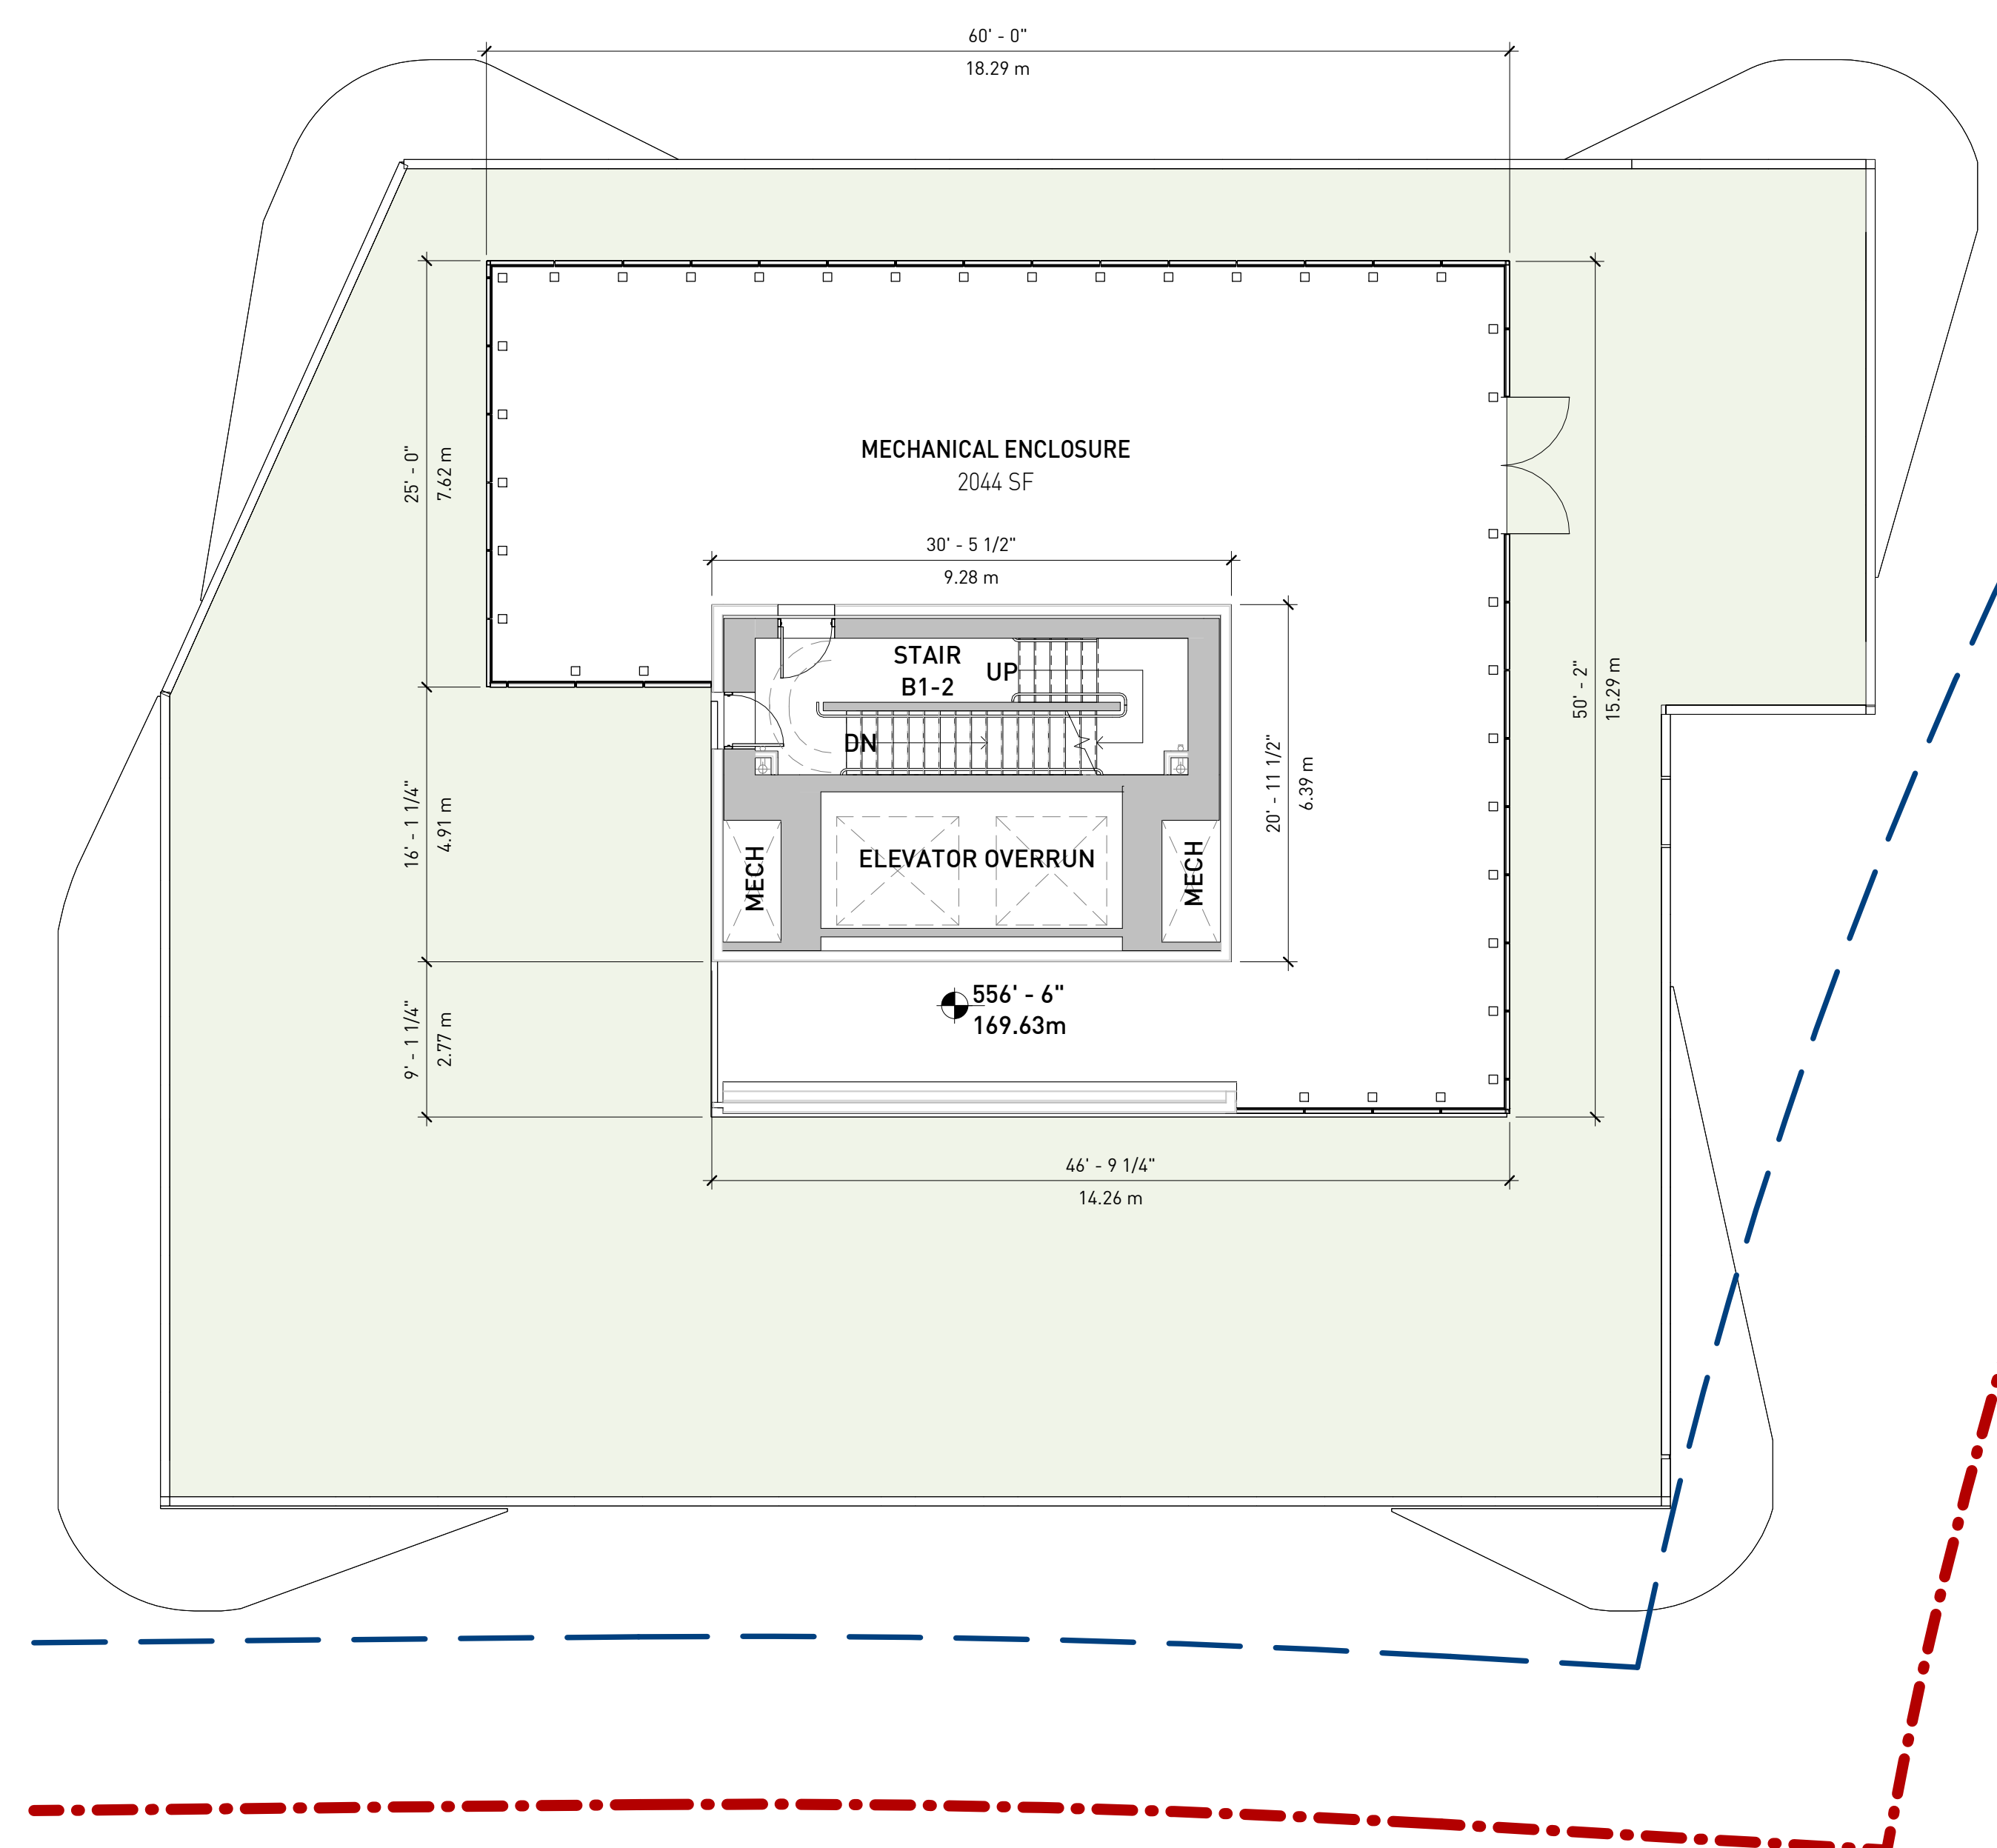 60' - 0"
18.29 m
25' - 0"
7.62 m
MECHANICAL ENCLOSURE
2044 SF
30' - 5 1/2"
9.28 m
STAIR
B1-2
UP
DN
50' - 2"
15.29 m
16' - 1 1/4"
4.91 m
20' - 11 1/2"
6.39 m
MECH
ELEVATOR OVERRUN
MECH
9' - 1 1/4"
2.77 m
556' - 6"
169.63m
46' - 9 1/4"
14.26 m